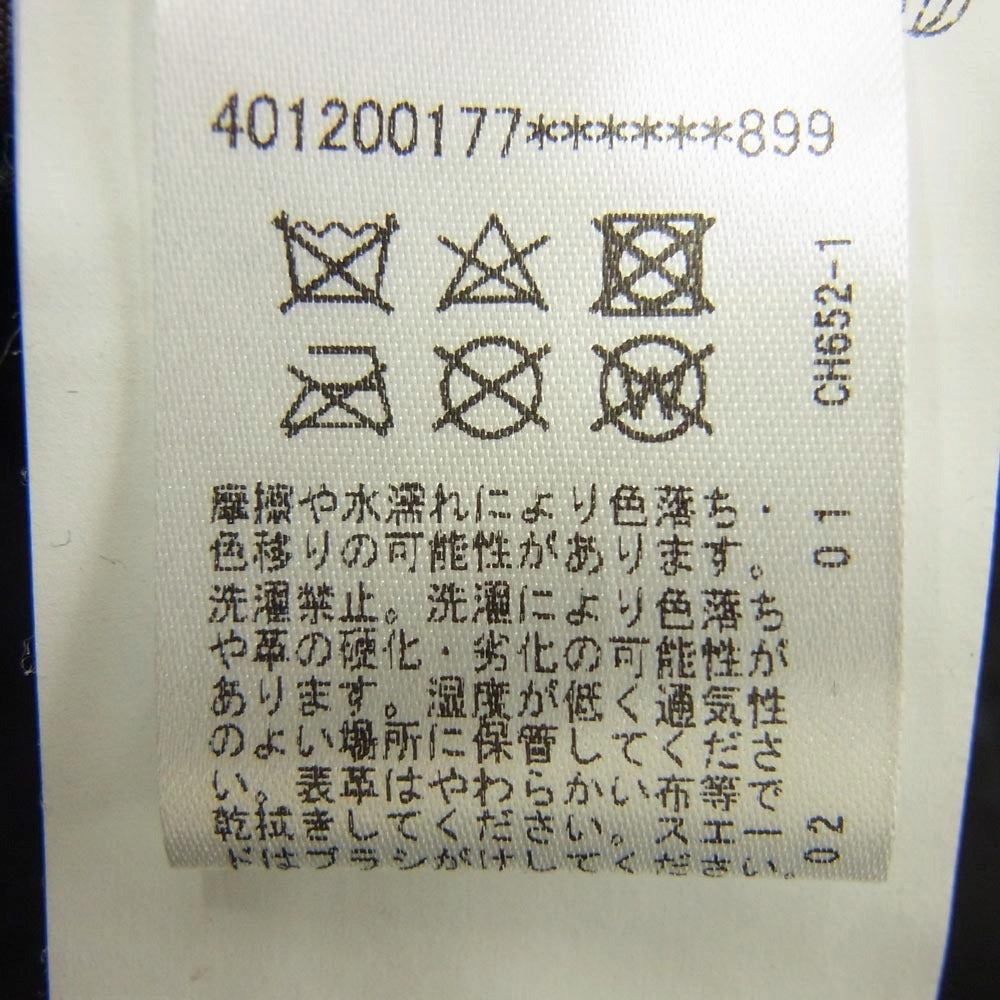 401200177******899
W
摩擦や水濡れにより色落ち・
色移りの可能性があります。
洗濯禁止。洗濯により色落ち
や革の硬化・劣化の可能性が
あります。湿度が低く通気性
のよい場所に保管してくださ
い。表革はやわらかい布等で
乾拭きしてください。スエー
ドはブラシがけしてください。
CH652-1
01
02